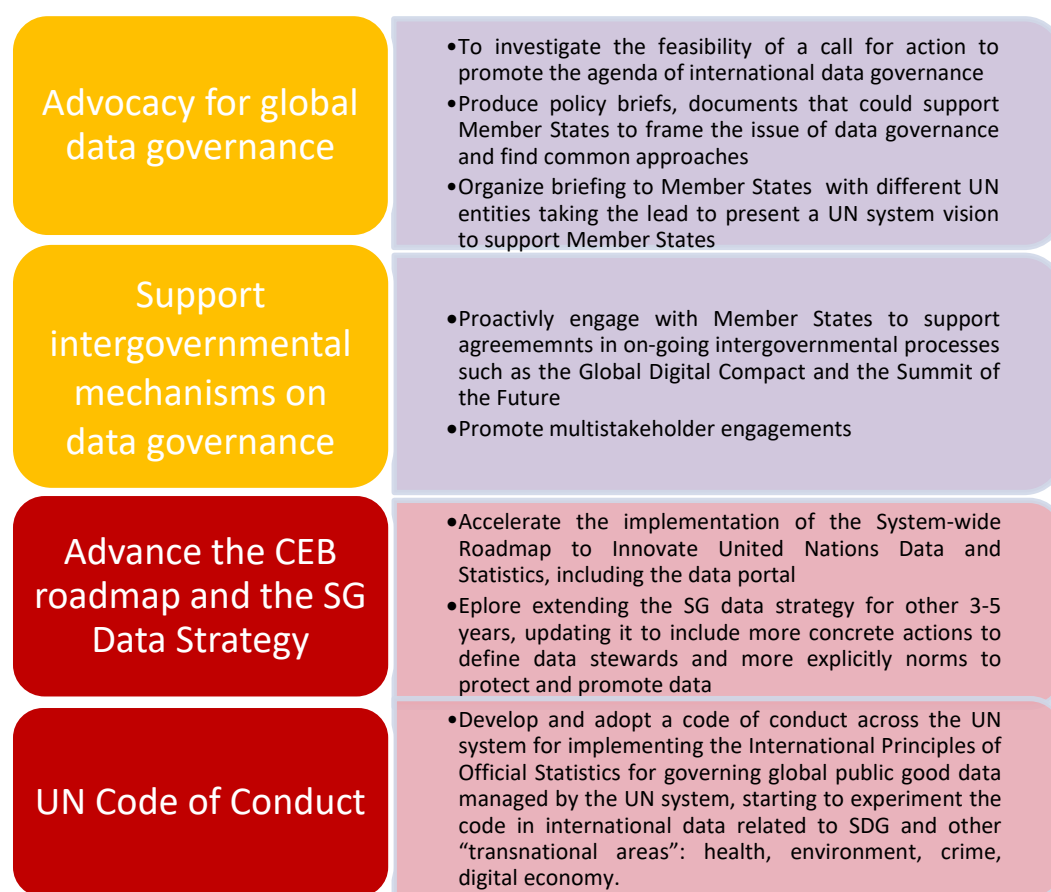 Advocacy for global
data governance
•To investigate the feasibility of a call for action to
promote the agenda of international data governance
•Produce policy briefs, documents that could support
Member States to frame the issue of data governance
and find common approaches
•Organize briefing to Member States with different UN
entities taking the lead to present a UN system vision
to support Member States
Support
intergovernmental
mechanisms on
data governance
•Proactivly engage with Member States to support
agreememnts in on-going intergovernmental processes
such as the Global Digital Compact and the Summit of
the Future
•Promote multistakeholder engagements
Advance the CEB
roadmap and the SG
Data Strategy
•Accelerate the implementation of the System-wide
Roadmap to Innovate United Nations Data and
Statistics, including the data portal
•Eplore extending the SG data strategy for other 3-5
years, updating it to include more concrete actions to
define data stewards and more explicitly norms to
protect and promote data
UN Code of Conduct
•Develop and adopt a code of conduct across the UN
system for implementing the International Principles of
Official Statistics for governing global public good data
managed by the UN system, starting to experiment the
code in international data related to SDG and other
“transnational areas”: health, environment, crime,
digital economy.